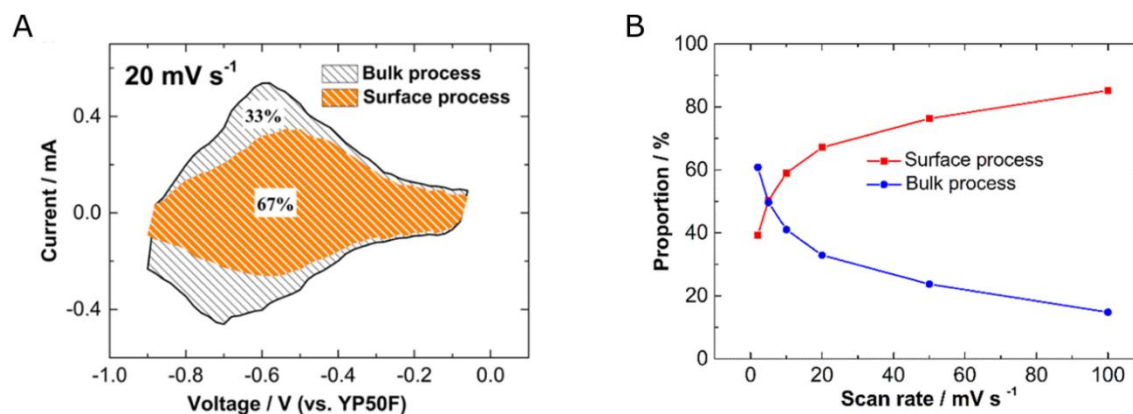 A
20 mV s⁻¹
Bulk process
Surface process
33%
67%
0.4
0.0
-0.4
Current / mA
-1.0 -0.8 -0.6 -0.4 -0.2 0.0
Voltage / V (vs. YP50F)
B
100
80
60
40
20
0
Proportion / %
Surface process
Bulk process
0 20 40 60 80 100
Scan rate / mV s⁻¹